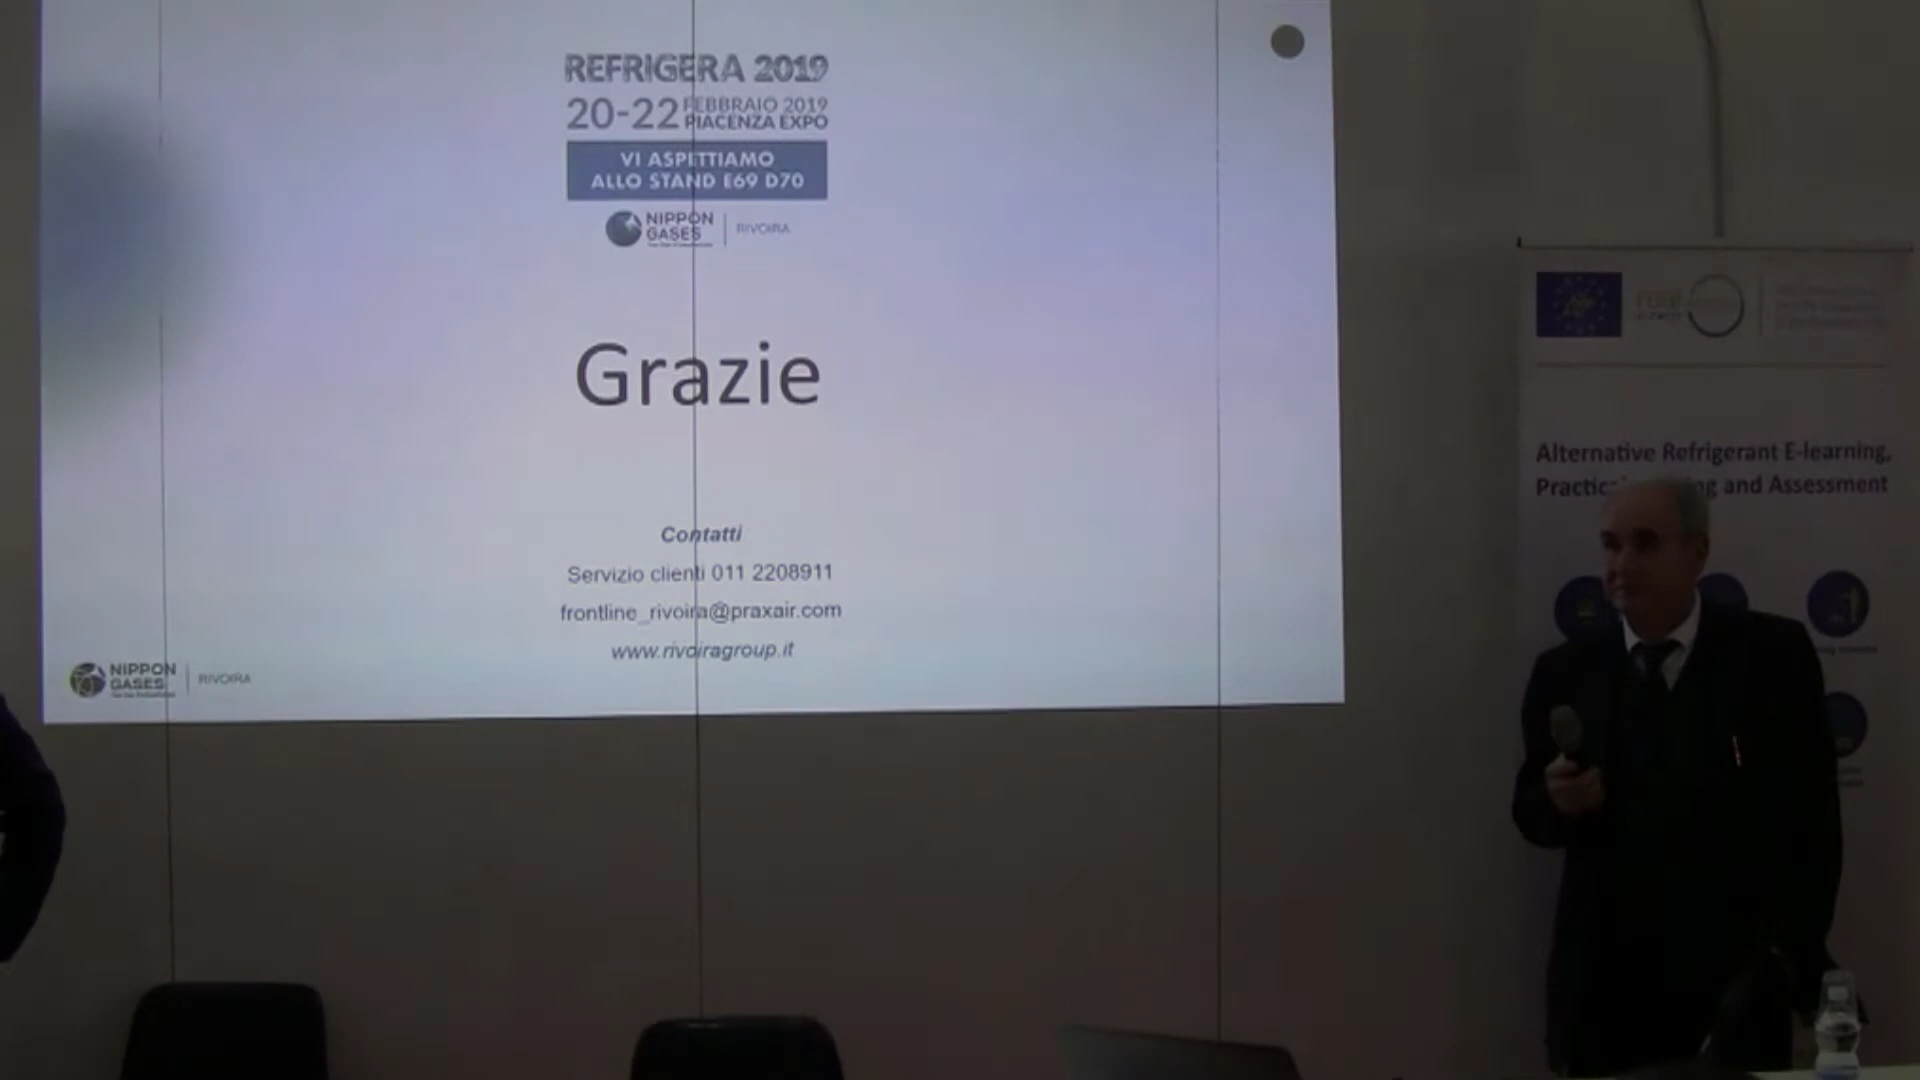 REFRIGERA 2019
20-22 FEBBRAIO 2019
PIACENZA EXPO
VI ASPETTIAMO
ALLO STAND E69 D70
NIPPON
GASES
RIVOIRA
Grazie
Contatti
Servizio clienti 011 2208911
frontline_rivoira@praxair.com
www.rivoiragroup.it
NIPPON
GASES
RIVOIRA
Alternative Refrigerant E-learning,
and Assessment